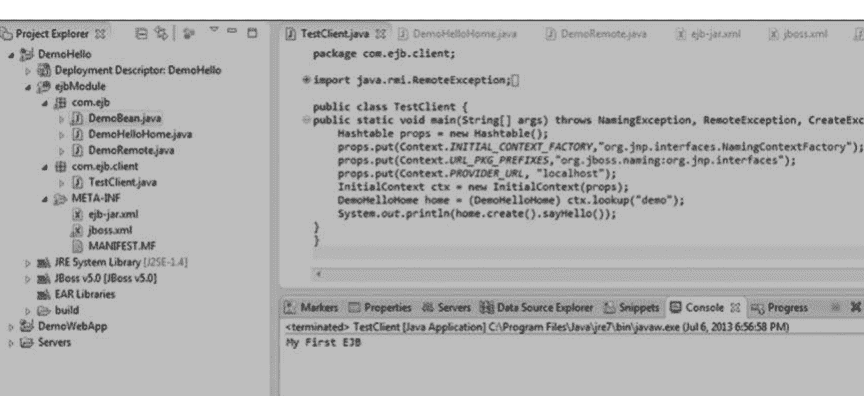 Project Explorer
DemoHello
Deployment Descriptor: DemoHello
ejbModule
com.ejb
DemoBean.java
DemoHelloHome.java
DemoRemote.java
com.ejb.client
TestClient.java
META-INF
ejb-jar.xml
jboss.xml
MANIFEST.MF
JRE System Library [J2SE-1.4]
JBoss v5.0 [JBoss v5.0]
EAR Libraries
build
DemoWebApp
Servers
TestClient.java DemoHelloHome.java DemoRemote.java ejb-jar.xml jboss.xml
package com.ejb.client;
import java.rmi.RemoteException;
public class TestClient {
public static void main(String[] args) throws NamingException, RemoteException, CreateExc
Hashtable props = new Hashtable();
props.put(Context.INITIAL_CONTEXT_FACTORY,"org.jnp.interfaces.NamingContextFactory");
props.put(Context.URL_PKG_PREFIXES,"org.jboss.naming:org.jnp.interfaces");
props.put(Context.PROVIDER_URL, "localhost");
InitialContext ctx = new InitialContext(props);
DemoHelloHome home = (DemoHelloHome) ctx.lookup("demo");
System.out.println(home.create().sayHello());
}
}
Markers Properties Servers Data Source Explorer Snippets Console Progress
<terminated> TestClient [Java Application] C:\Program Files\Java\jre7\bin\javaw.exe (Jul 6, 2013 6:56:58 PM)
My First EJB